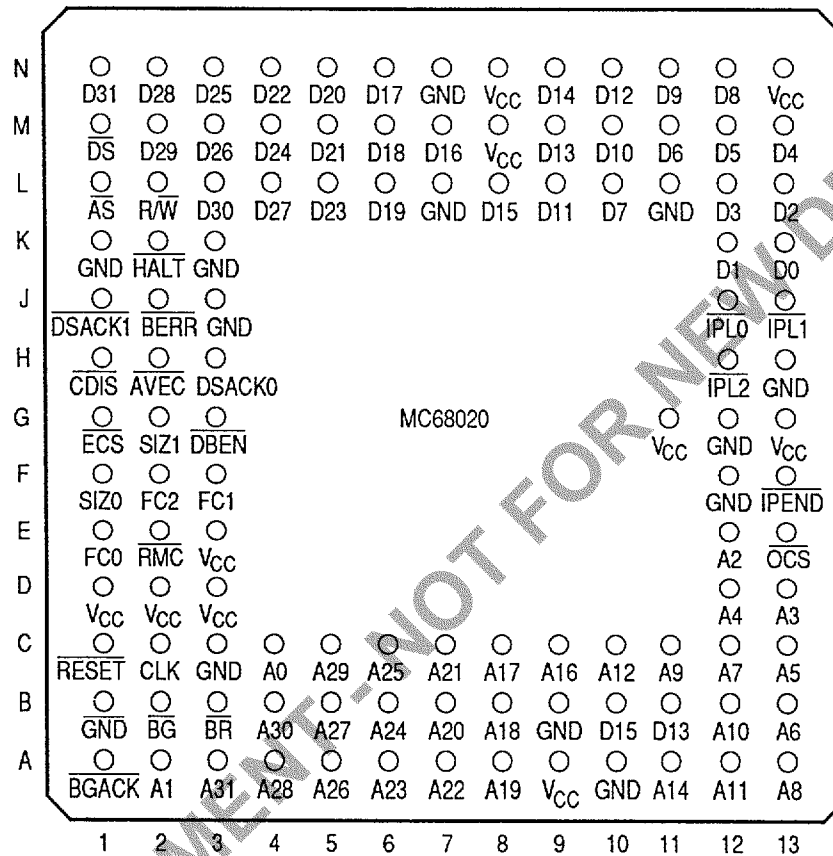 N
D31 D28 D25 D22 D20 D17 GND VCC D14 D12 D9 D8 VCC
M
DS D29 D26 D24 D21 D18 D16 VCC D13 D10 D6 D5 D4
L
AS R/W D30 D27 D23 D19 GND D15 D11 D7 GND D3 D2
K
GND HALT GND D1 D0
J
DSACK1 BERR GND IPL0 IPL1
H
CDIS AVEC DSACK0 IPL2 GND
G
MC68020
ECS SIZ1 DBEN VCC GND VCC
F
SIZ0 FC2 FC1 GND IPEND
E
FC0 RMC VCC A2 OCS
D
VCC VCC VCC A4 A3
C
RESET CLK GND A0 A29 A25 A21 A17 A16 A12 A9 A7 A5
B
GND BG BR A30 A27 A24 A20 A18 GND D15 D13 A10 A6
A
BGACK A1 A31 A28 A26 A23 A22 A19 VCC GND A14 A11 A8
1 2 3 4 5 6 7 8 9 10 11 12 13
MENT - NOT FOR NEW